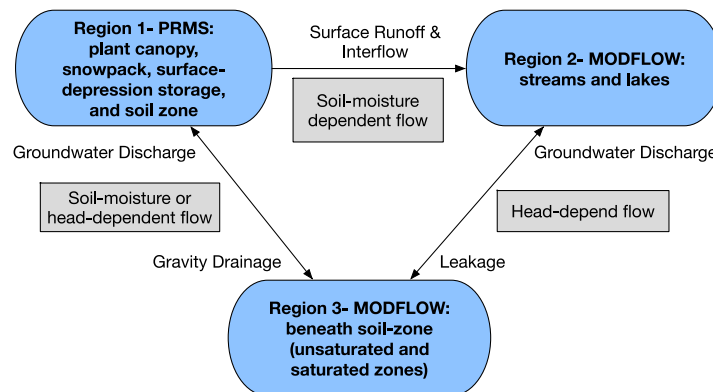 Region 1- PRMS:
plant canopy,
snowpack, surface-
depression storage,
and soil zone
Surface Runoff &
Interflow
Region 2- MODFLOW:
streams and lakes
Soil-moisture
dependent flow
Groundwater Discharge
Groundwater Discharge
Soil-moisture or
head-dependent flow
Head-depend flow
Gravity Drainage
Leakage
Region 3- MODFLOW:
beneath soil-zone
(unsaturated and
saturated zones)